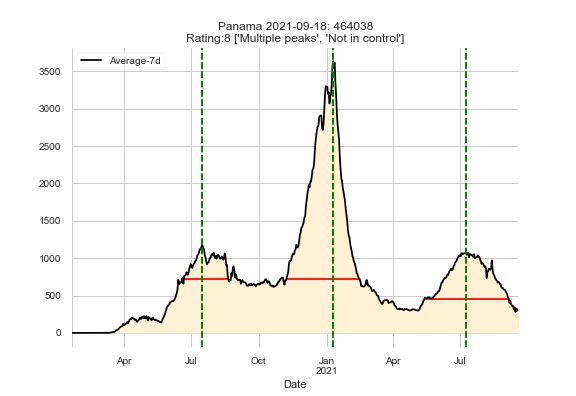 Panama 2021-09-18: 464038
Rating:8 ['Multiple peaks', 'Not in control']
Average-7d
3500
3000
2500
2000
1500
1000
500
0
Apr
Jul
Oct
Jan
2021
Apr
Jul
Date